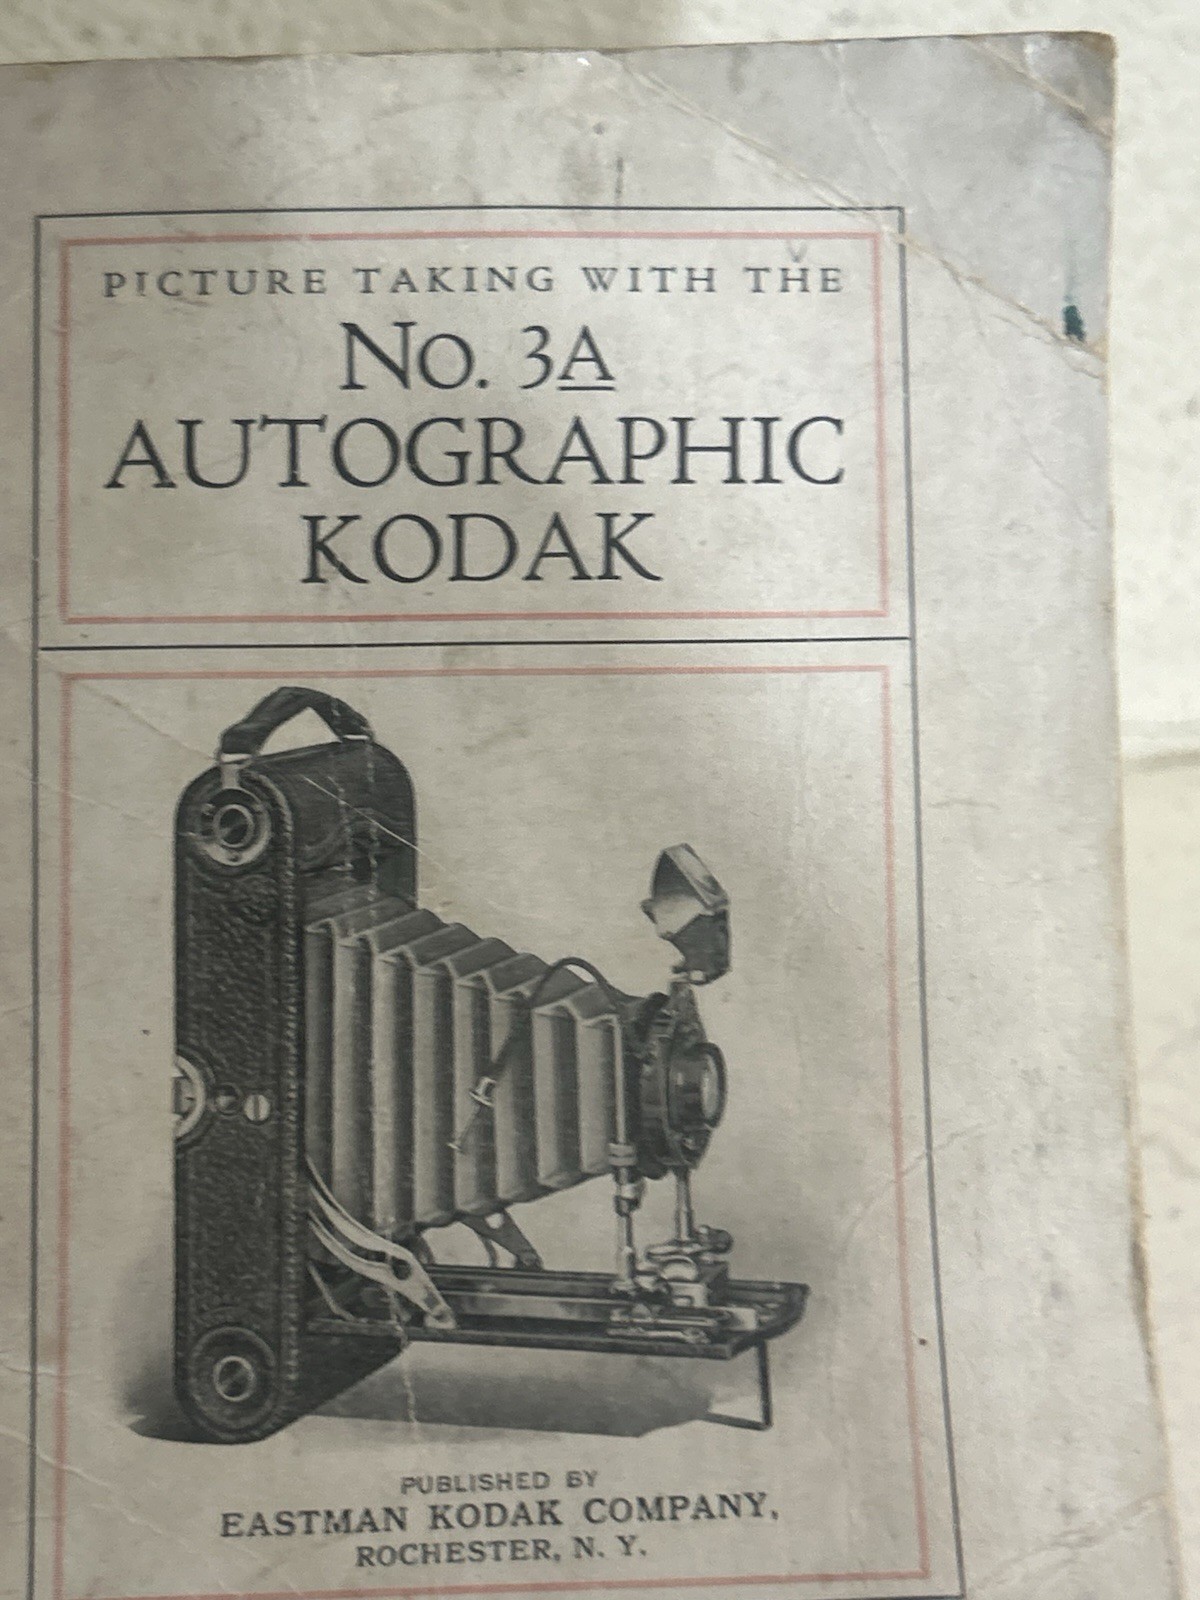 PICTURE TAKING WITH THE
No. 3A
AUTOGRAPHIC
KODAK
PUBLISHED BY
EASTMAN KODAK COMPANY,
ROCHESTER, N. Y.